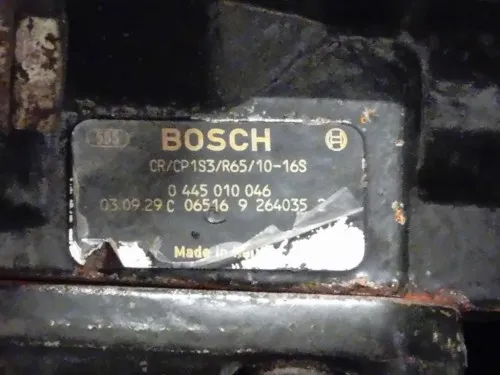 BOSCH
CR/CP1S3/R65/10-16S
0 445 010 046
03.09.29 C 06516 9 264035
Made in